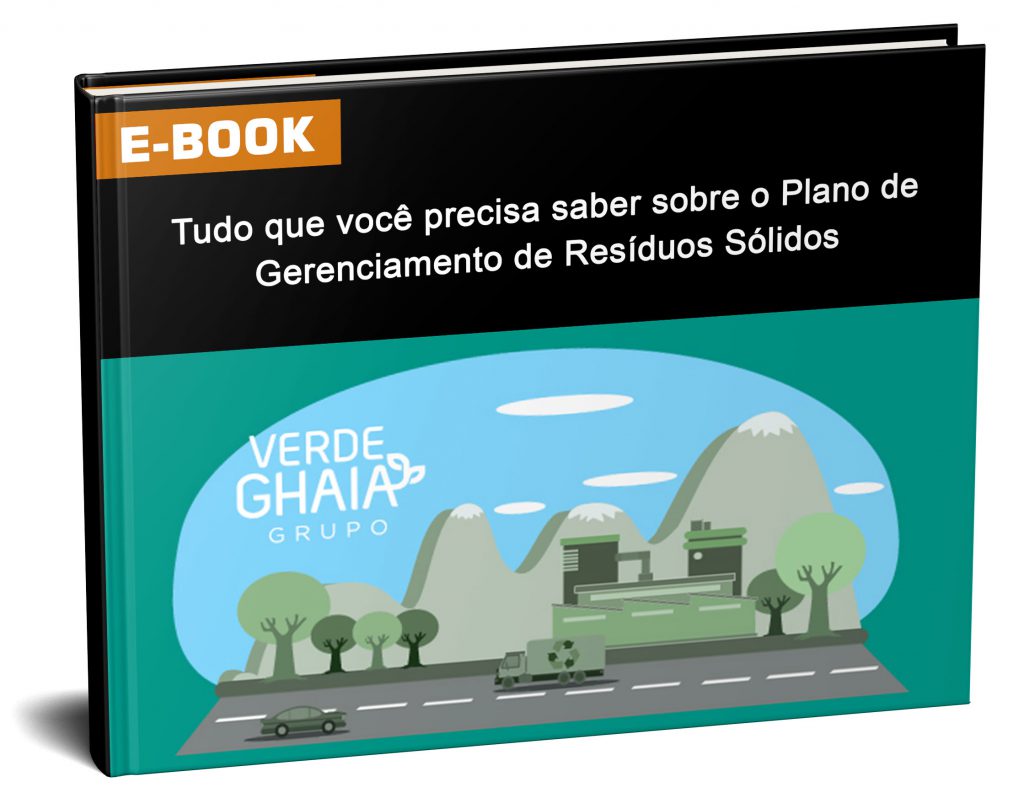 E-BOOK
Tudo que você precisa saber sobre o Plano de
Gerenciamento de Resíduos Sólidos
VERDE
GHAIA
GRUPO